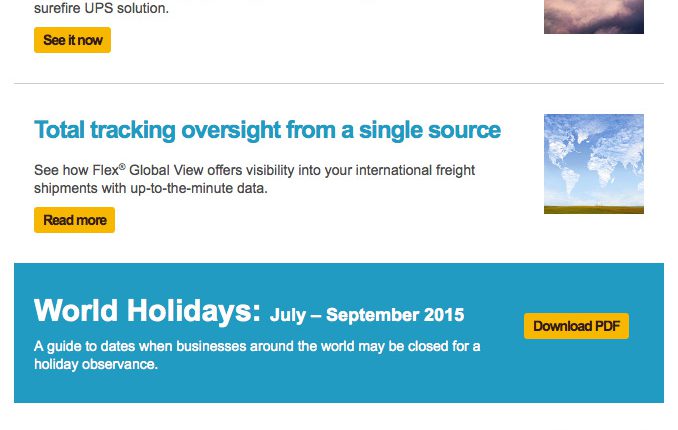 surefire UPS solution.
See it now
Total tracking oversight from a single source
See how Flex® Global View offers visibility into your international freight
shipments with up-to-the-minute data.
Read more
World Holidays: July – September 2015
Download PDF
A guide to dates when businesses around the world may be closed for a
holiday observance.